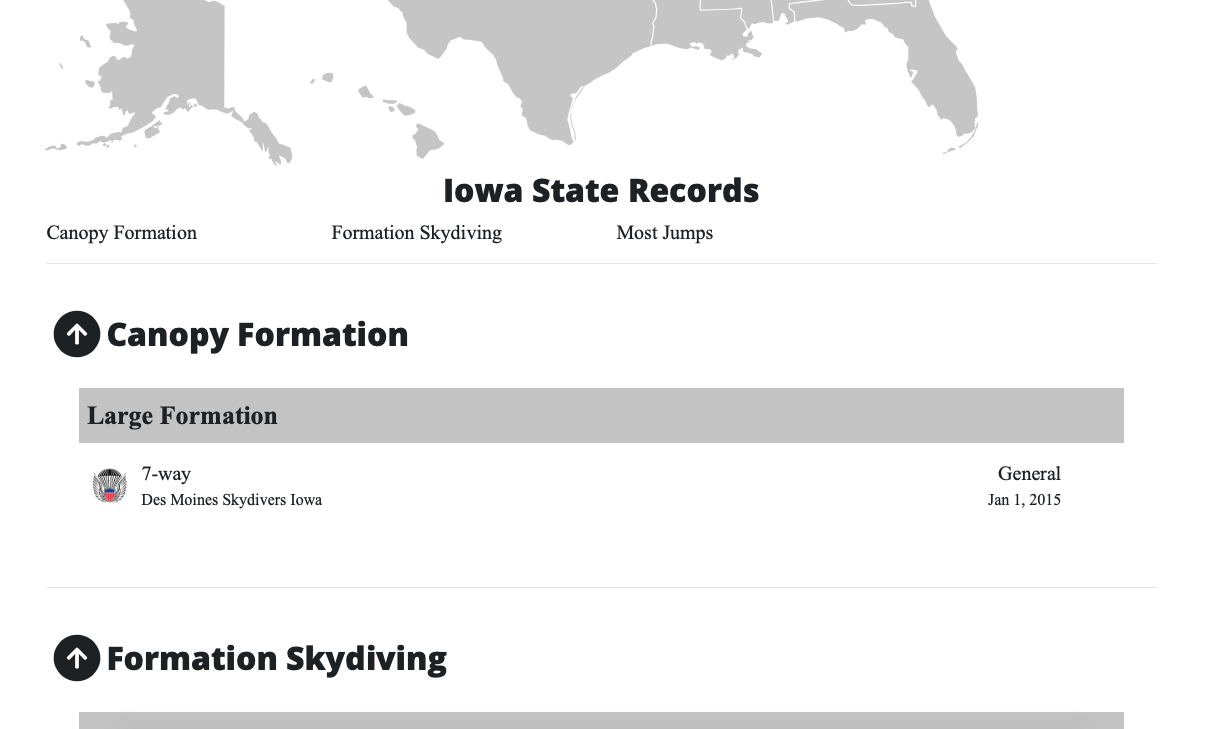 Iowa State Records
Canopy Formation Formation Skydiving Most Jumps
Canopy Formation
Large Formation
7-way General
Des Moines Skydivers Iowa Jan 1, 2015
Formation Skydiving